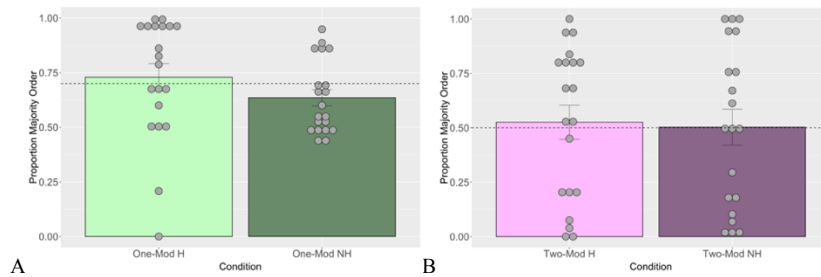 1.00
0.75
0.50
0.25
0.00
Proportion Majority Order
One-Mod H One-Mod NH
Condition
A
1.00
0.75
0.50
0.25
0.00
Proportion Majority Order
Two-Mod H Two-Mod NH
Condition
B